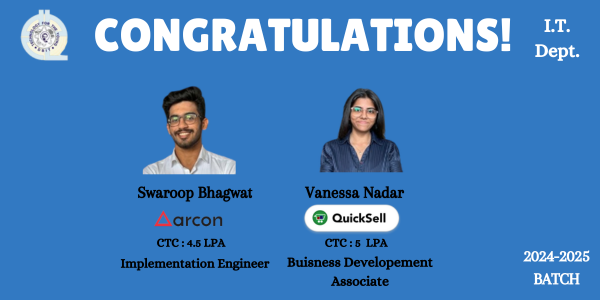 CONGRATULATIONS!
I.T.
Dept.
Swaroop Bhagwat
Vanessa Nadar
arcon
QuickSell
CTC : 4.5 LPA
CTC : 5 LPA
Implementation Engineer
Buisness Developement
Associate
2024-2025
BATCH